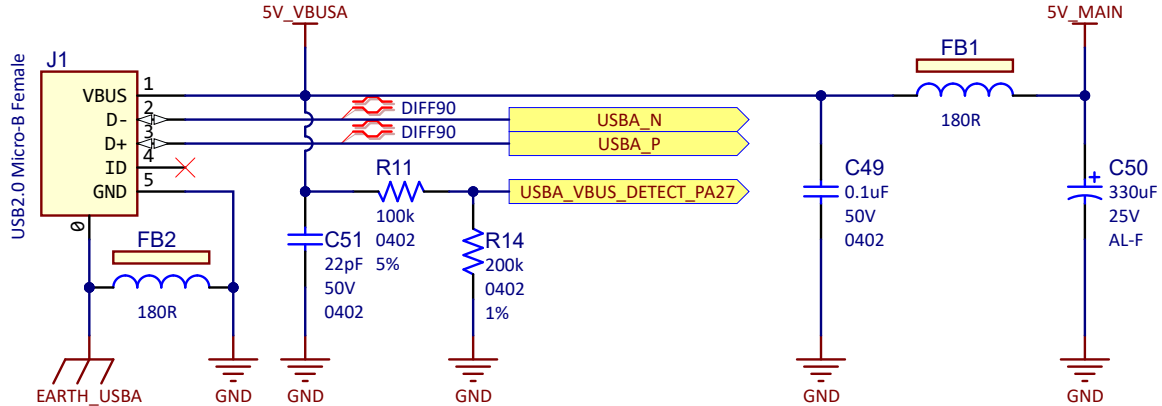 5V_VBUSA
5V_MAIN
J1
FB1
USB2.0 Micro-B Female
VBUS 1
D- 2
D+ 3
ID 4
GND 5
0
DIFF90
DIFF90
USBA_N
USBA_P
180R
R11
100k
0402
5%
USBA_VBUS_DETECT_PA27
C49
0.1uF
50V
0402
C50
+
330uF
25V
AL-F
FB2
180R
C51
22pF
50V
0402
R14
200k
0402
1%
EARTH_USBA
GND
GND
GND
GND
GND